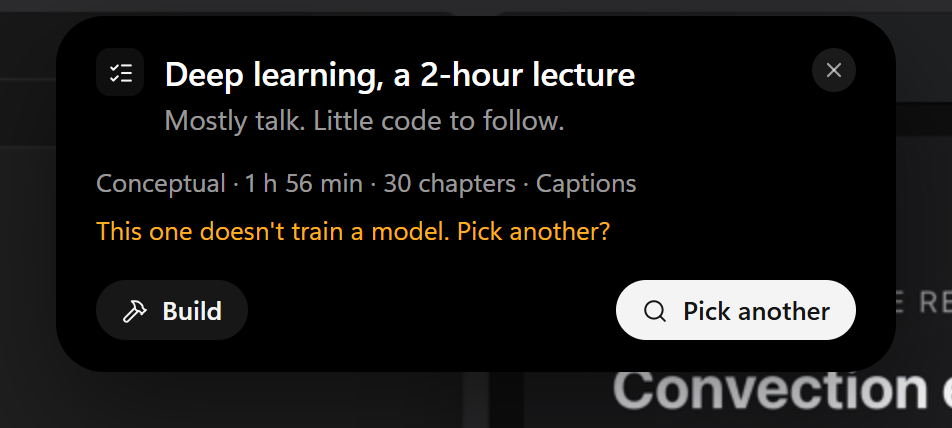 Deep learning, a 2-hour lecture
Mostly talk. Little code to follow.
Conceptual · 1 h 56 min · 30 chapters · Captions
This one doesn't train a model. Pick another?
Build
Pick another
Convection